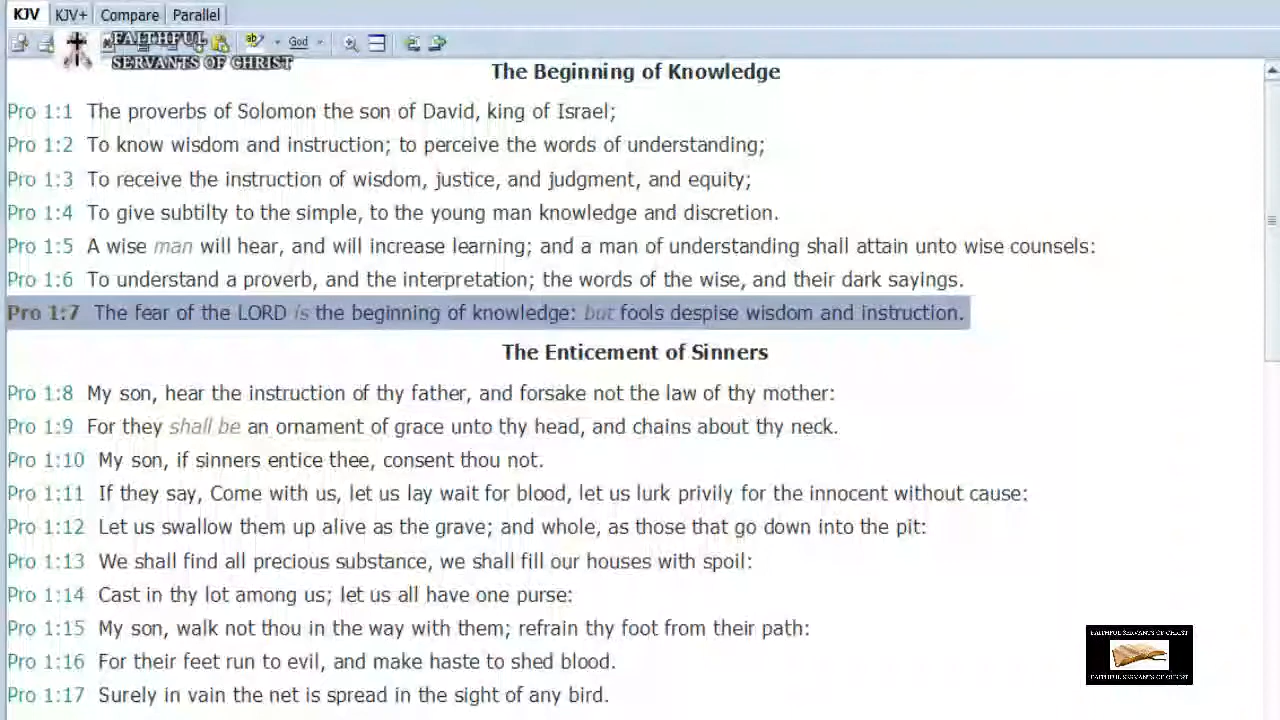 KJV KJV+ Compare Parallel
God
FAITHFUL
SERVANTS OF CHRIST
The Beginning of Knowledge
Pro 1:1 The proverbs of Solomon the son of David, king of Israel;
Pro 1:2 To know wisdom and instruction; to perceive the words of understanding;
Pro 1:3 To receive the instruction of wisdom, justice, and judgment, and equity;
Pro 1:4 To give subtilty to the simple, to the young man knowledge and discretion.
Pro 1:5 A wise man will hear, and will increase learning; and a man of understanding shall attain unto wise counsels:
Pro 1:6 To understand a proverb, and the interpretation; the words of the wise, and their dark sayings.
Pro 1:7 The fear of the LORD is the beginning of knowledge: but fools despise wisdom and instruction.
The Enticement of Sinners
Pro 1:8 My son, hear the instruction of thy father, and forsake not the law of thy mother:
Pro 1:9 For they shall be an ornament of grace unto thy head, and chains about thy neck.
Pro 1:10 My son, if sinners entice thee, consent thou not.
Pro 1:11 If they say, Come with us, let us lay wait for blood, let us lurk privily for the innocent without cause:
Pro 1:12 Let us swallow them up alive as the grave; and whole, as those that go down into the pit:
Pro 1:13 We shall find all precious substance, we shall fill our houses with spoil:
Pro 1:14 Cast in thy lot among us; let us all have one purse:
Pro 1:15 My son, walk not thou in the way with them; refrain thy foot from their path:
Pro 1:16 For their feet run to evil, and make haste to shed blood.
Pro 1:17 Surely in vain the net is spread in the sight of any bird.
FAITHFUL SERVANTS OF CHRIST
FAITHFUL SERVANTS OF CHRIST